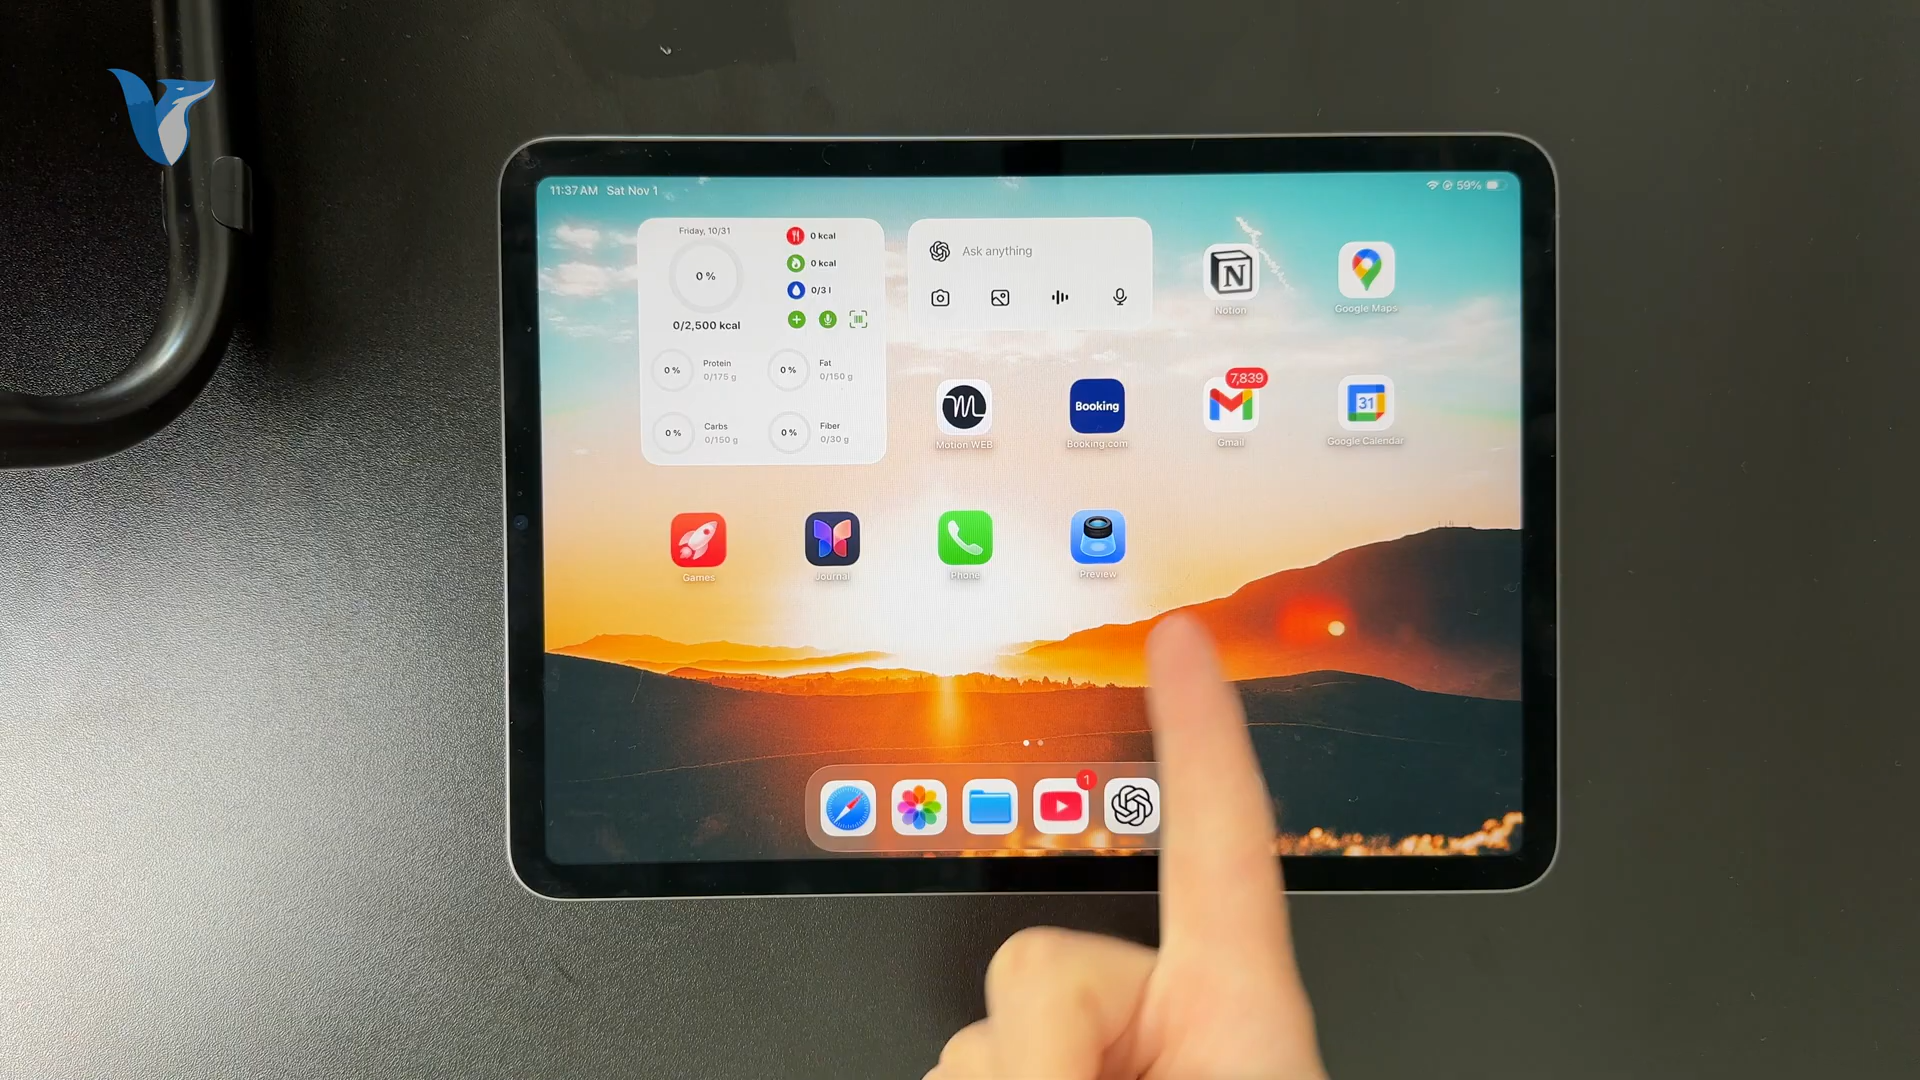 11:37 AM Sat Nov 1
59%
Friday, 10/31
0 %
0/2,500 kcal
0 kcal
0 kcal
0/3 l
0 %
Protein
0/175 g
0 %
Fat
0/150 g
0 %
Carbs
0/150 g
0 %
Fiber
0/30 g
Ask anything
N
Notion
Google Maps
Motion WEB
Booking
Booking.com
7,839
Gmail
31
Google Calendar
Games
Journal
Phone
Preview
1